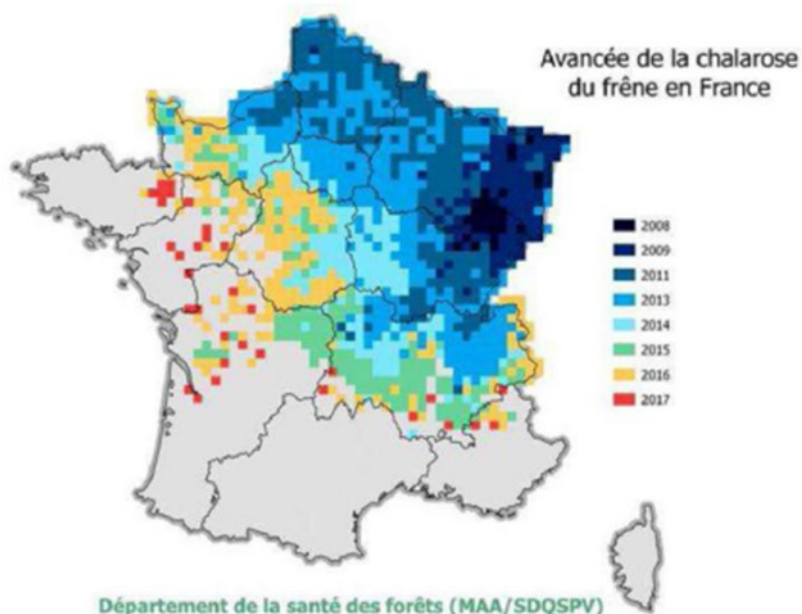 Avancée de la chalarose
du frêne en France
2008
2009
2011
2013
2014
2015
2016
2017
Département de la santé des forêts (MAA/SDQSPV)